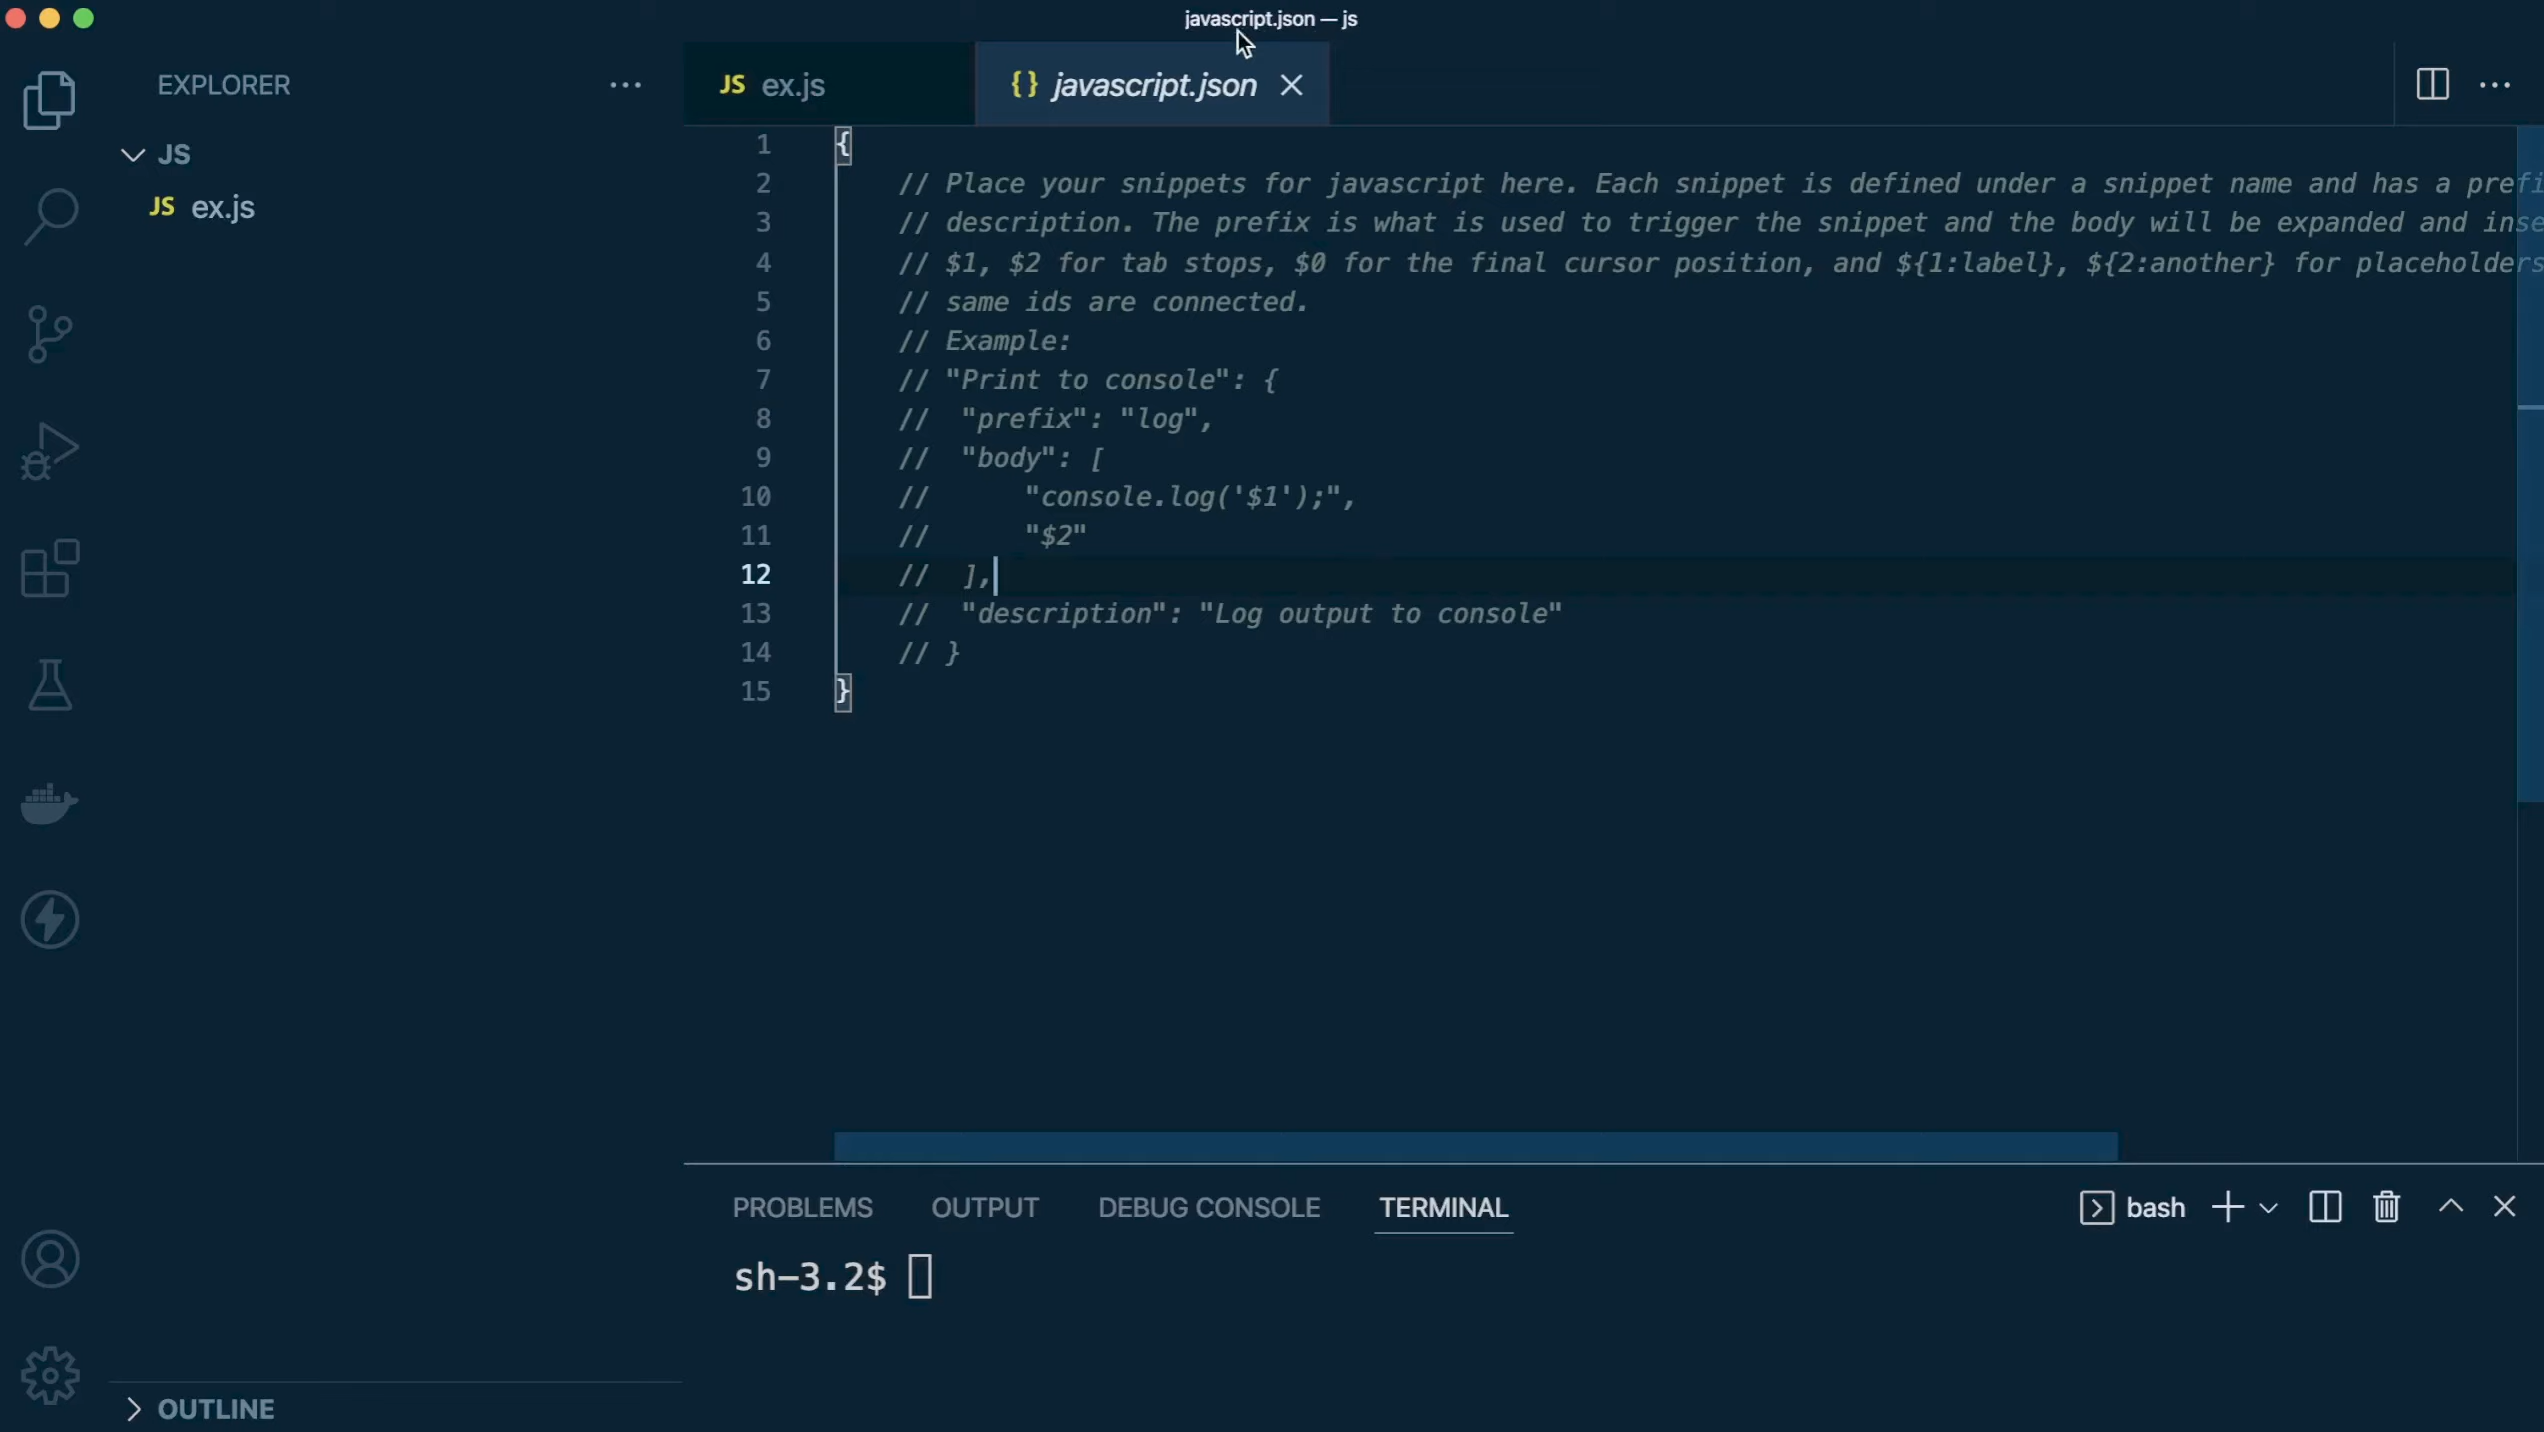 javascript.json — js
EXPLORER
JS
JS ex.js
JS ex.js
{} javascript.json
1 {
2 // Place your snippets for javascript here. Each snippet is defined under a snippet name and has a prefi
3 // description. The prefix is what is used to trigger the snippet and the body will be expanded and inse
4 // $1, $2 for tab stops, $0 for the final cursor position, and ${1:label}, ${2:another} for placeholders
5 // same ids are connected.
6 // Example:
7 // "Print to console": {
8 // "prefix": "log",
9 // "body": [
10 // "console.log('$1');",
11 // "$2"
12 // ],
13 // "description": "Log output to console"
14 // }
15 }
PROBLEMS OUTPUT DEBUG CONSOLE TERMINAL
bash
sh-3.2$
OUTLINE